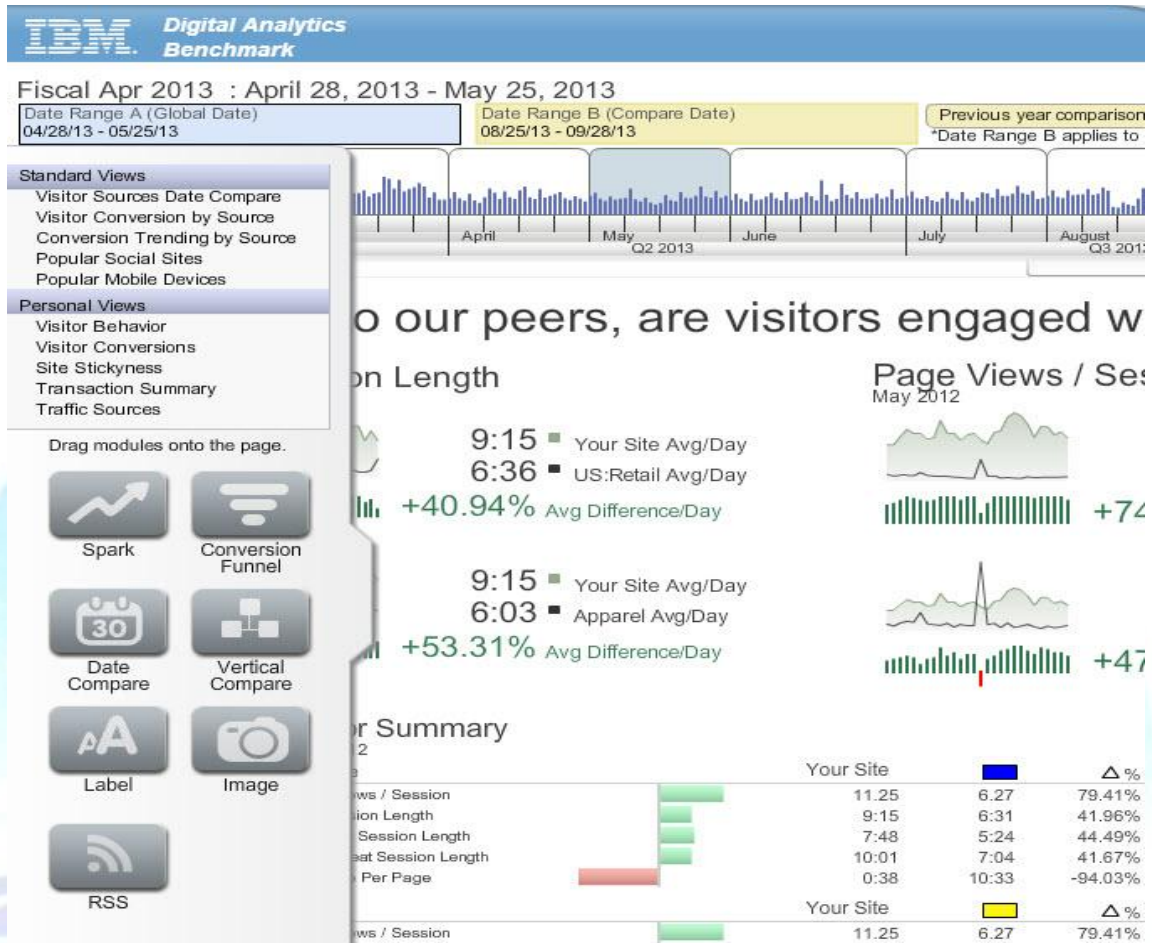 IBM. Digital Analytics
Benchmark
Fiscal Apr 2013 : April 28, 2013 - May 25, 2013
Date Range A (Global Date)
04/28/13 - 05/25/13
Date Range B (Compare Date)
08/25/13 - 09/28/13
Previous year comparison
*Date Range B applies to
Standard Views
Visitor Sources Date Compare
Visitor Conversion by Source
Conversion Trending by Source
Popular Social Sites
Popular Mobile Devices
Personal Views
Visitor Behavior
Visitor Conversions
Site Stickyness
Transaction Summary
Traffic Sources
Drag modules onto the page.
Spark
Conversion
Funnel
30
Date
Compare
Vertical
Compare
AA
Label
Image
RSS
April May June July August
Q2 2013 Q3 201
o our peers, are visitors engaged w
on Length
9:15 Your Site Avg/Day
6:36 US:Retail Avg/Day
+40.94% Avg Difference/Day
9:15 Your Site Avg/Day
6:03 Apparel Avg/Day
+53.31% Avg Difference/Day
Page Views / Ses
May 2012
+74
+47
r Summary
2
Your Site △ %
ws / Session 11.25 6.27 79.41%
ion Length 9:15 6:31 41.96%
Session Length 7:48 5:24 44.49%
eat Session Length 10:01 7:04 41.67%
Per Page 0:38 10:33 -94.03%
Your Site △ %
ws / Session 11.25 6.27 79.41%